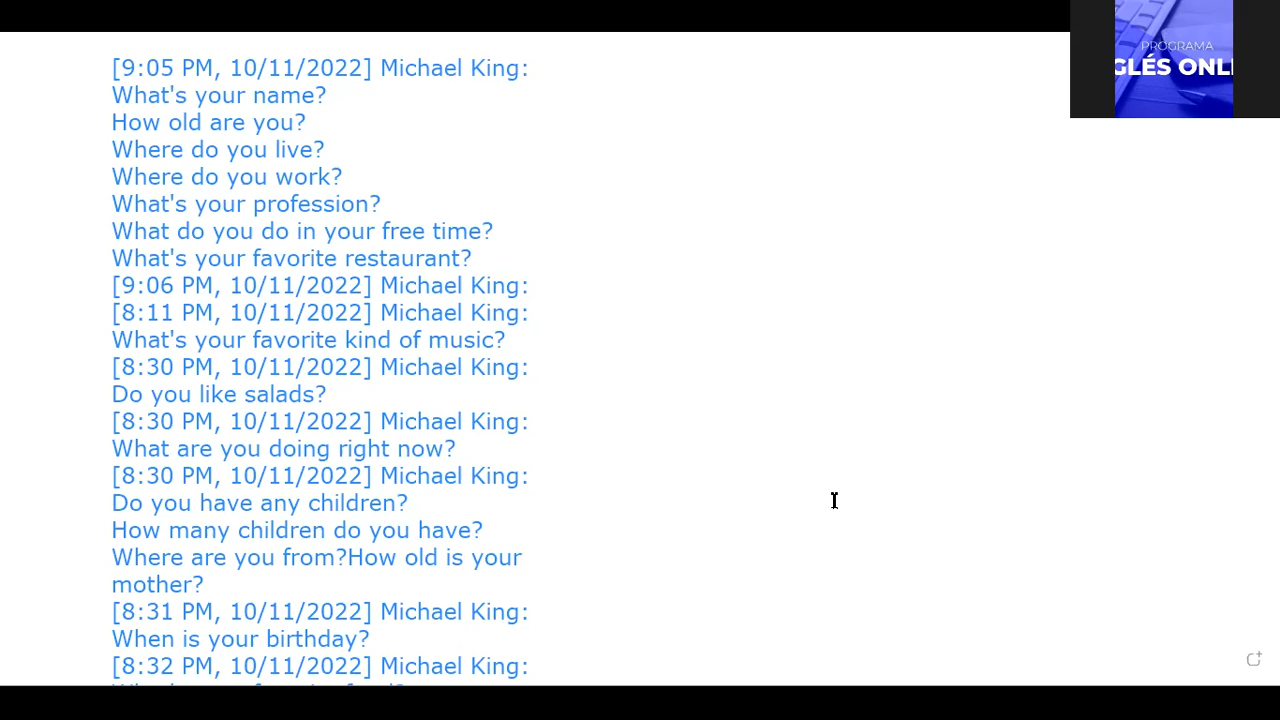 PROGRAMA
GLÉS ONLI
[9:05 PM, 10/11/2022] Michael King:
What's your name?
How old are you?
Where do you live?
Where do you work?
What's your profession?
What do you do in your free time?
What's your favorite restaurant?
[9:06 PM, 10/11/2022] Michael King:
[8:11 PM, 10/11/2022] Michael King:
What's your favorite kind of music?
[8:30 PM, 10/11/2022] Michael King:
Do you like salads?
[8:30 PM, 10/11/2022] Michael King:
What are you doing right now?
[8:30 PM, 10/11/2022] Michael King:
Do you have any children?
How many children do you have?
Where are you from?How old is your
mother?
[8:31 PM, 10/11/2022] Michael King:
When is your birthday?
[8:32 PM, 10/11/2022] Michael King: